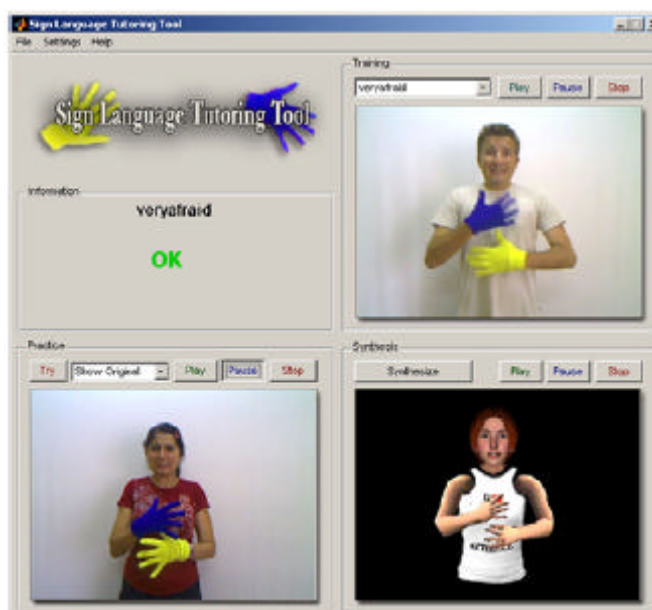 Sign Language Tutoring Tool
File Settings Help
Sign Language Tutoring Tool
Information
veryafraid
OK
Training
veryafraid Play Pause Stop
Practice
Try Show Original Play Pause Stop
Synthesis
Synthesize Play Pause Stop